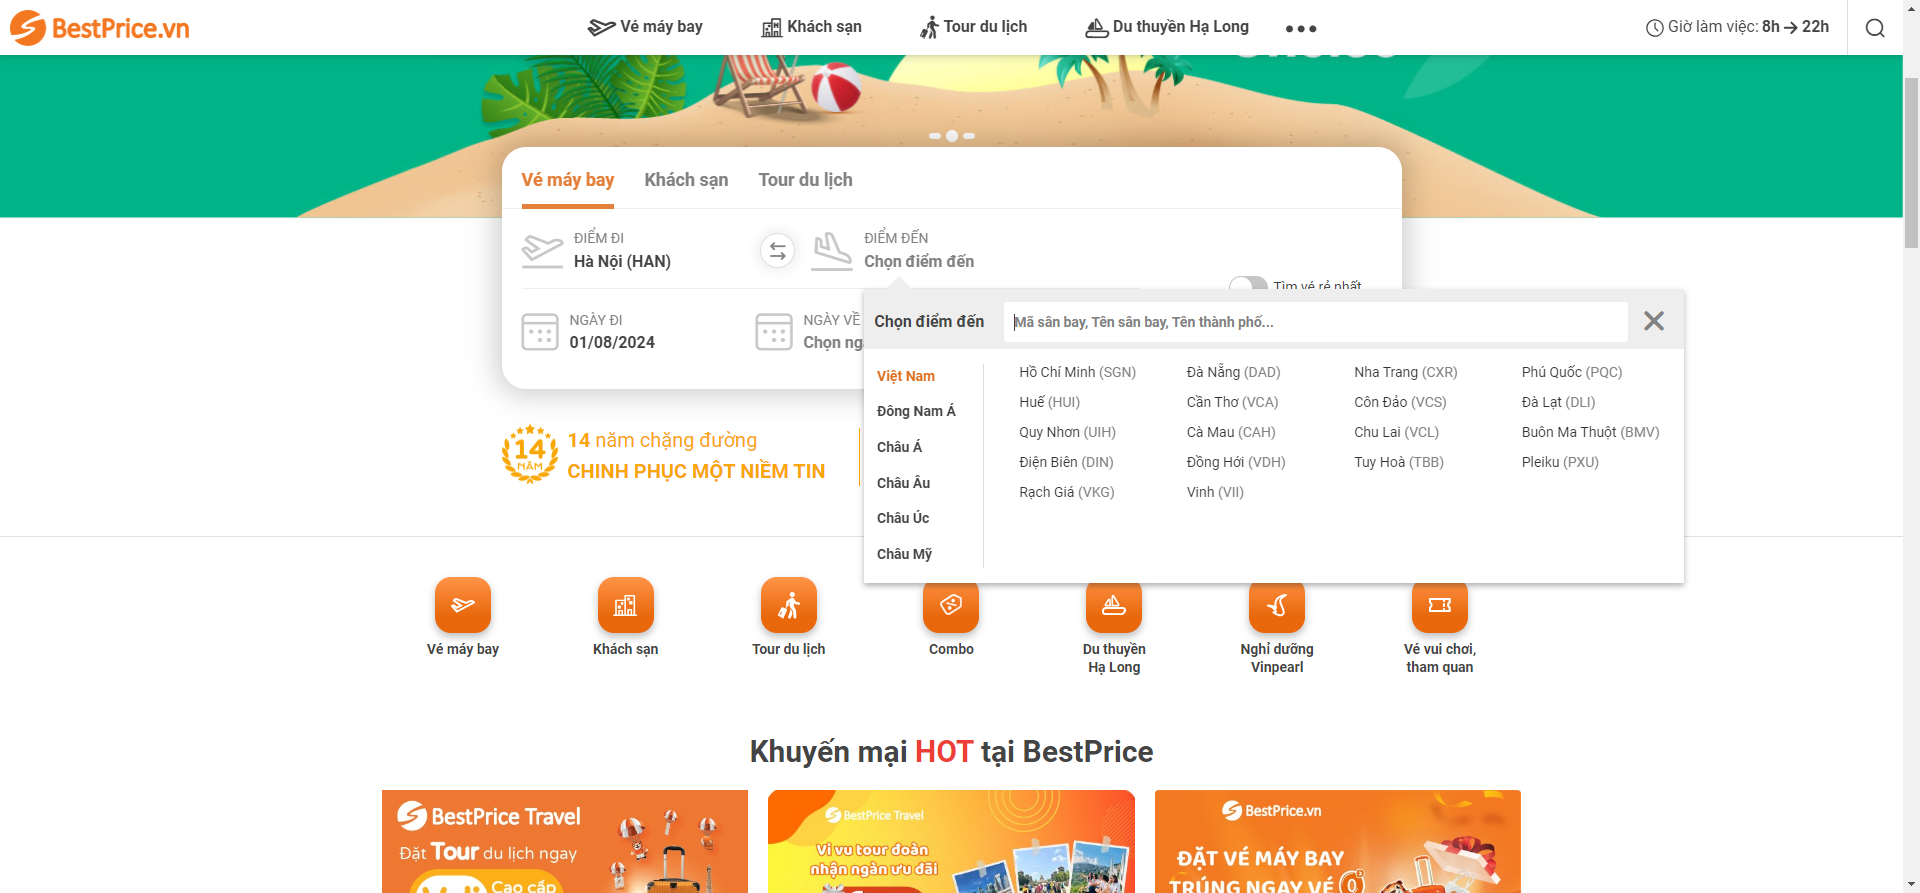 BestPrice.vn
Vé máy bay
Khách sạn
Tour du lịch
Du thuyền Hạ Long
Giờ làm việc: 8h → 22h
Vé máy bay
Khách sạn
Tour du lịch
ĐIỂM ĐI
Hà Nội (HAN)
ĐIỂM ĐẾN
Chọn điểm đến
Tìm vé rẻ nhất
NGÀY ĐI
01/08/2024
NGÀY VỀ
Chọn ng
Chọn điểm đến
Mã sân bay, Tên sân bay, Tên thành phố...
Việt Nam
Đông Nam Á
Châu Á
Châu Âu
Châu Úc
Châu Mỹ
Hồ Chí Minh (SGN)
Đà Nẵng (DAD)
Nha Trang (CXR)
Phú Quốc (PQC)
Huế (HUI)
Cần Thơ (VCA)
Côn Đảo (VCS)
Đà Lạt (DLI)
Quy Nhơn (UIH)
Cà Mau (CAH)
Chu Lai (VCL)
Buôn Ma Thuột (BMV)
Điện Biên (DIN)
Đồng Hới (VDH)
Tuy Hoà (TBB)
Pleiku (PXU)
Rạch Giá (VKG)
Vinh (VII)
14
NĂM
14 năm chặng đường
CHINH PHỤC MỘT NIỀM TIN
Vé máy bay
Khách sạn
Tour du lịch
Combo
Du thuyền
Hạ Long
Nghỉ dưỡng
Vinpearl
Vé vui chơi,
tham quan
Khuyến mại HOT tại BestPrice
BestPrice Travel
Đặt Tour du lịch ngay
Cao cấp
BestPrice Travel
Vi vu tour đoàn
nhận ngàn ưu đãi
BestPrice.vn
ĐẶT VÉ MÁY BAY
TRÚNG NGAY VÉ 0